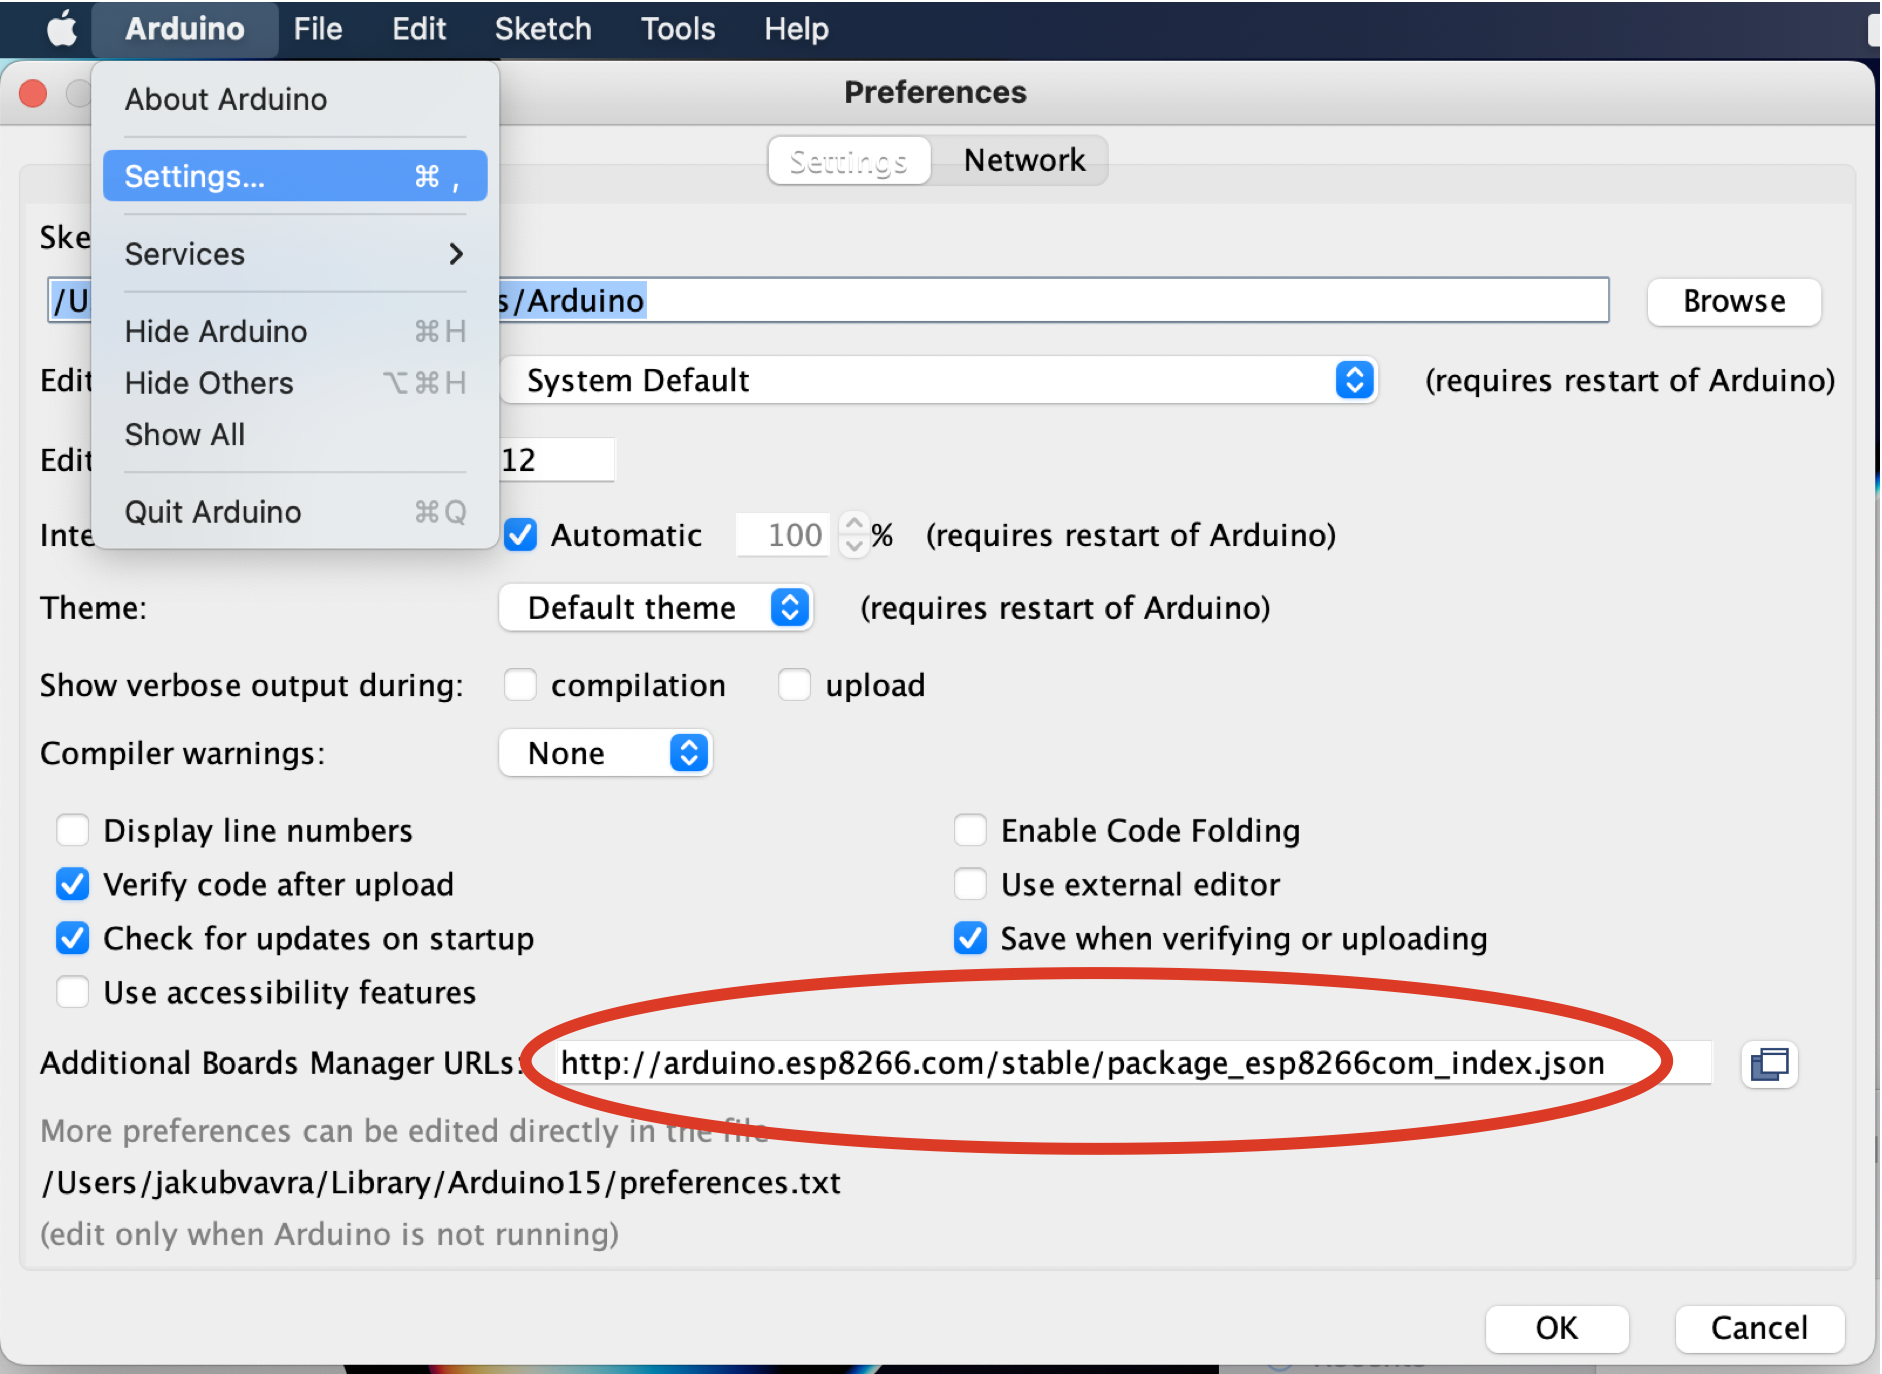 Arduino File Edit Sketch Tools Help
Preferences
About Arduino
Settings... ⌘ ,
Services
Hide Arduino ⌘ H
Hide Others ⌥ ⌘ H
Show All
Quit Arduino ⌘ Q
Settings Network
Ske
/U s/Arduino Browse
Edit System Default (requires restart of Arduino)
Edit 12
Inte Automatic 100 % (requires restart of Arduino)
Theme: Default theme (requires restart of Arduino)
Show verbose output during: compilation upload
Compiler warnings: None
Display line numbers Enable Code Folding
Verify code after upload Use external editor
Check for updates on startup Save when verifying or uploading
Use accessibility features
Additional Boards Manager URLs: http://arduino.esp8266.com/stable/package_esp8266com_index.json
More preferences can be edited directly in the file
/Users/jakubvavra/Library/Arduino15/preferences.txt
(edit only when Arduino is not running)
OK Cancel